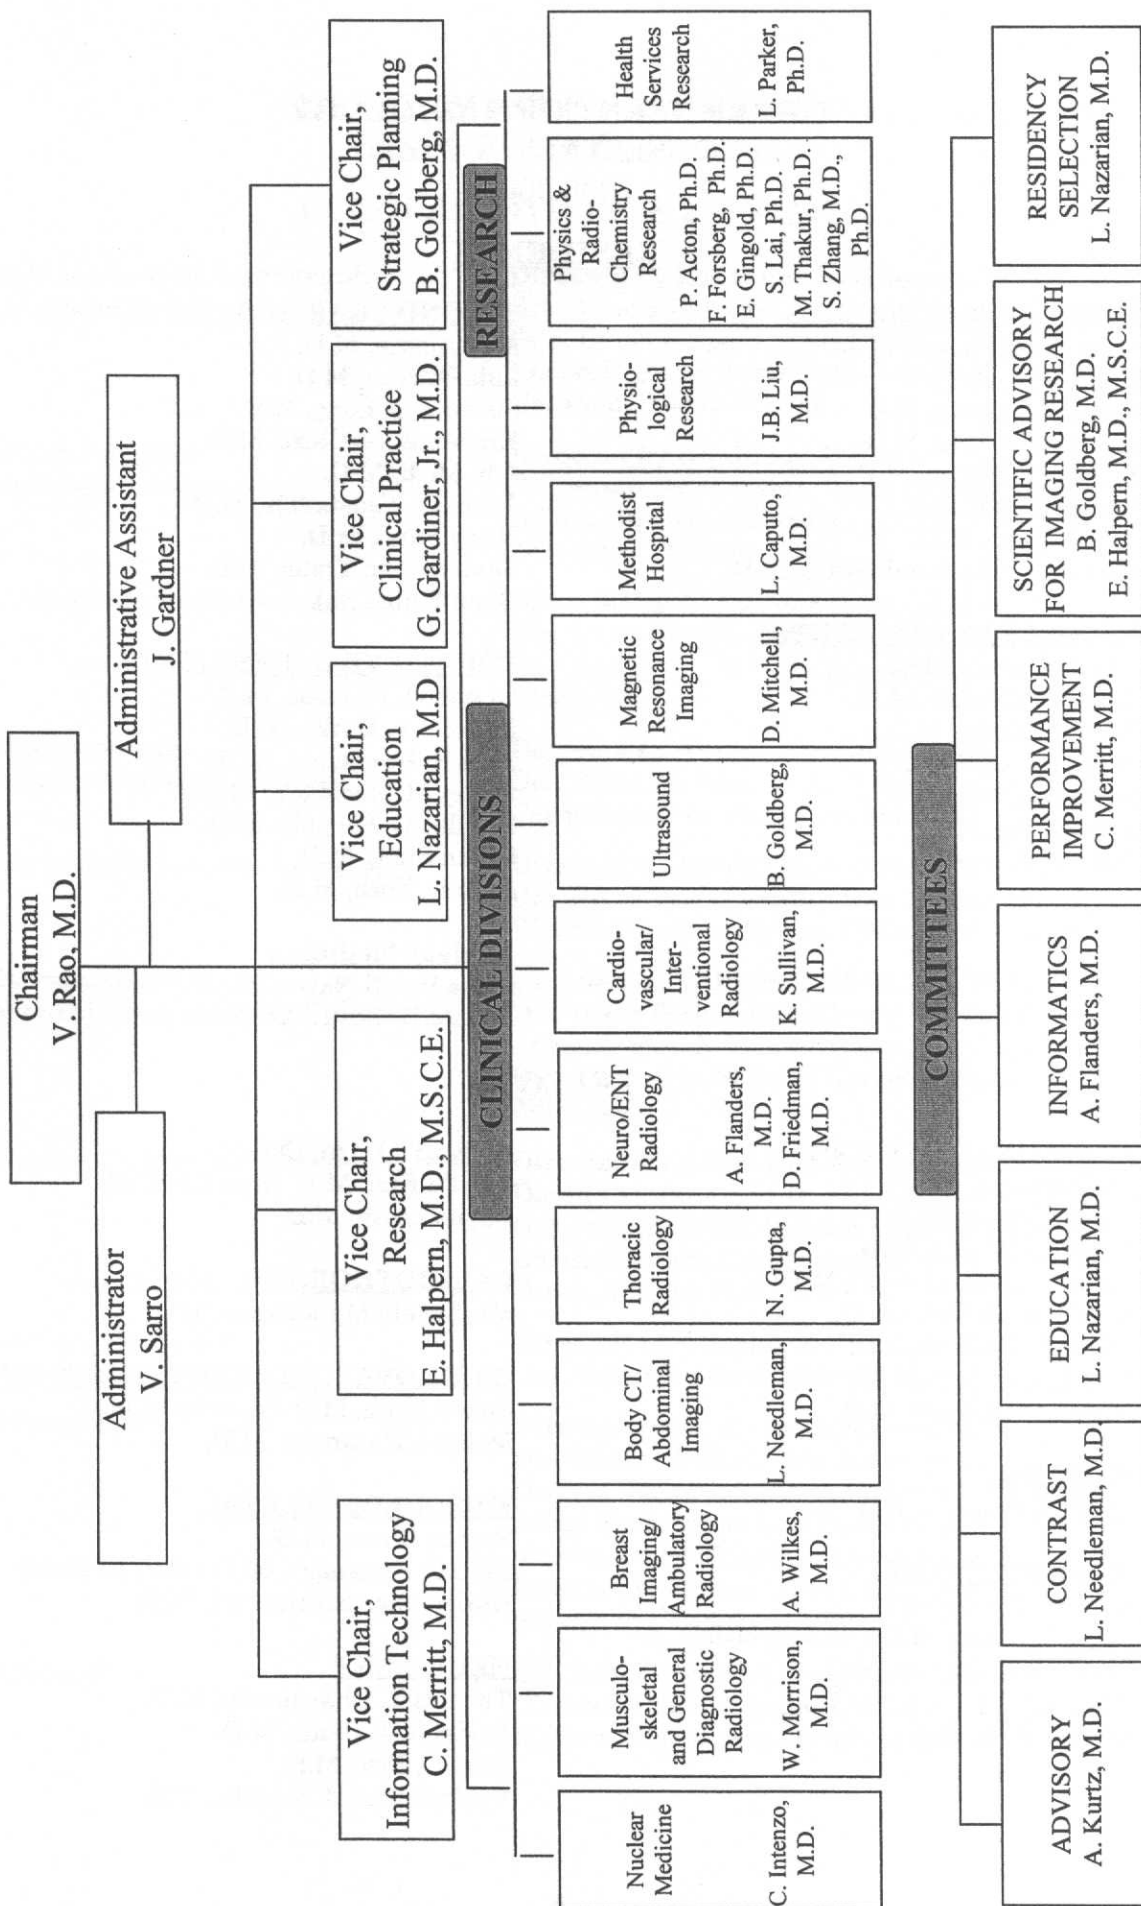 Chairman
V. Rao, M.D.
Administrator
V. Sarro
Administrative Assistant
J. Gardner
Vice Chair,
Information Technology
C. Merritt, M.D.
Vice Chair,
Research
E. Halpern, M.D., M.S.C.E.
Vice Chair,
Education
L. Nazarian, M.D
Vice Chair,
Clinical Practice
G. Gardiner, Jr., M.D.
Vice Chair,
Strategic Planning
B. Goldberg, M.D.
CLINICAL DIVISIONS
RESEARCH
Nuclear
Medicine
C. Intenzo,
M.D.
Musculo-
skeletal
and General
Diagnostic
Radiology
W. Morrison,
M.D.
Breast
Imaging/
Ambulatory
Radiology
A. Wilkes,
M.D.
Body CT/
Abdominal
Imaging
L. Needleman,
M.D.
Thoracic
Radiology
N. Gupta,
M.D.
Neuro/ENT
Radiology
A. Flanders,
M.D.
D. Friedman,
M.D.
Cardio-
vascular/
Inter-
ventional
Radiology
K. Sullivan,
M.D.
Ultrasound
B. Goldberg,
M.D.
Magnetic
Resonance
Imaging
D. Mitchell,
M.D.
Methodist
Hospital
L. Caputo,
M.D.
Physio-
logical
Research
J.B. Liu,
M.D.
Physics &
Radio-
Chemistry
Research
P. Acton, Ph.D.
F. Forsberg, Ph.D.
E. Gingold, Ph.D.
S. Lai, Ph.D.
M. Thakur, Ph.D.
S. Zhang, M.D.,
Ph.D.
Health
Services
Research
L. Parker,
Ph.D.
COMMITTEES
ADVISORY
A. Kurtz, M.D.
CONTRAST
L. Needleman, M.D.
EDUCATION
L. Nazarian, M.D.
INFORMATICS
A. Flanders, M.D.
PERFORMANCE
IMPROVEMENT
C. Merritt, M.D.
SCIENTIFIC ADVISORY
FOR IMAGING RESEARCH
B. Goldberg, M.D.
E. Halpern, M.D., M.S.C.E.
RESIDENCY
SELECTION
L. Nazarian, M.D.